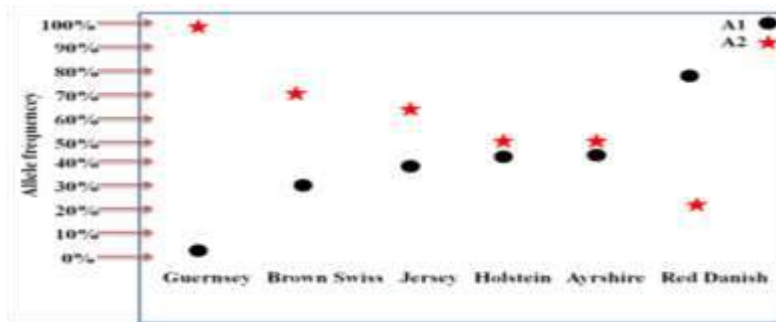 100%
90%
80%
70%
60%
50%
40%
30%
20%
10%
0%
Allele frequency
A1
A2
Guernsey Brown Swiss Jersey Holstein Ayrshire Red Danish